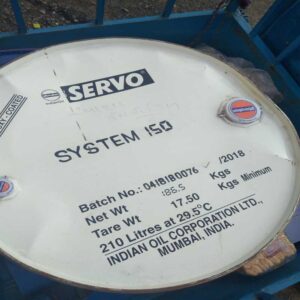 SERVO
SYSTEM 150
Batch No.: 0418180076 /2018
Net Wt 186.5 Kgs
Tare Wt 17.50 Kgs Minimum
210 Litres at 29.5°C
INDIAN OIL CORPORATION LTD.,
MUMBAI, INDIA.